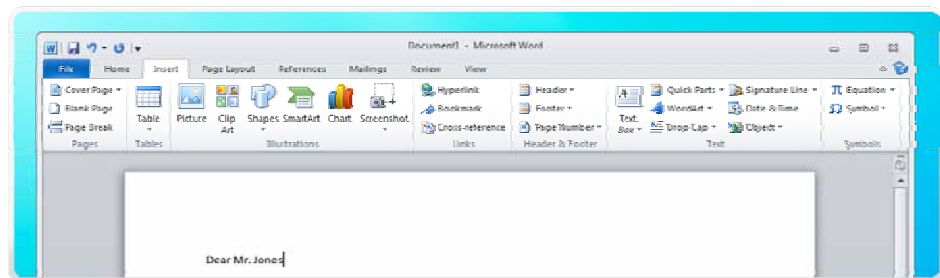 Document1 - Microsoft Word
File Home Insert Page Layout References Mailings Review View
Cover Page Hyperlink Header Quick Parts Signature Line Equation
Blank Page Bookmark Footer WordArt Date & Time Symbol
Page Break Table Picture Clip Art Shapes SmartArt Chart Screenshot Cross-reference Page Number Text Box Drop Cap Object
Pages Tables Illustrations Links Header & Footer Text Symbols
Dear Mr. Jones